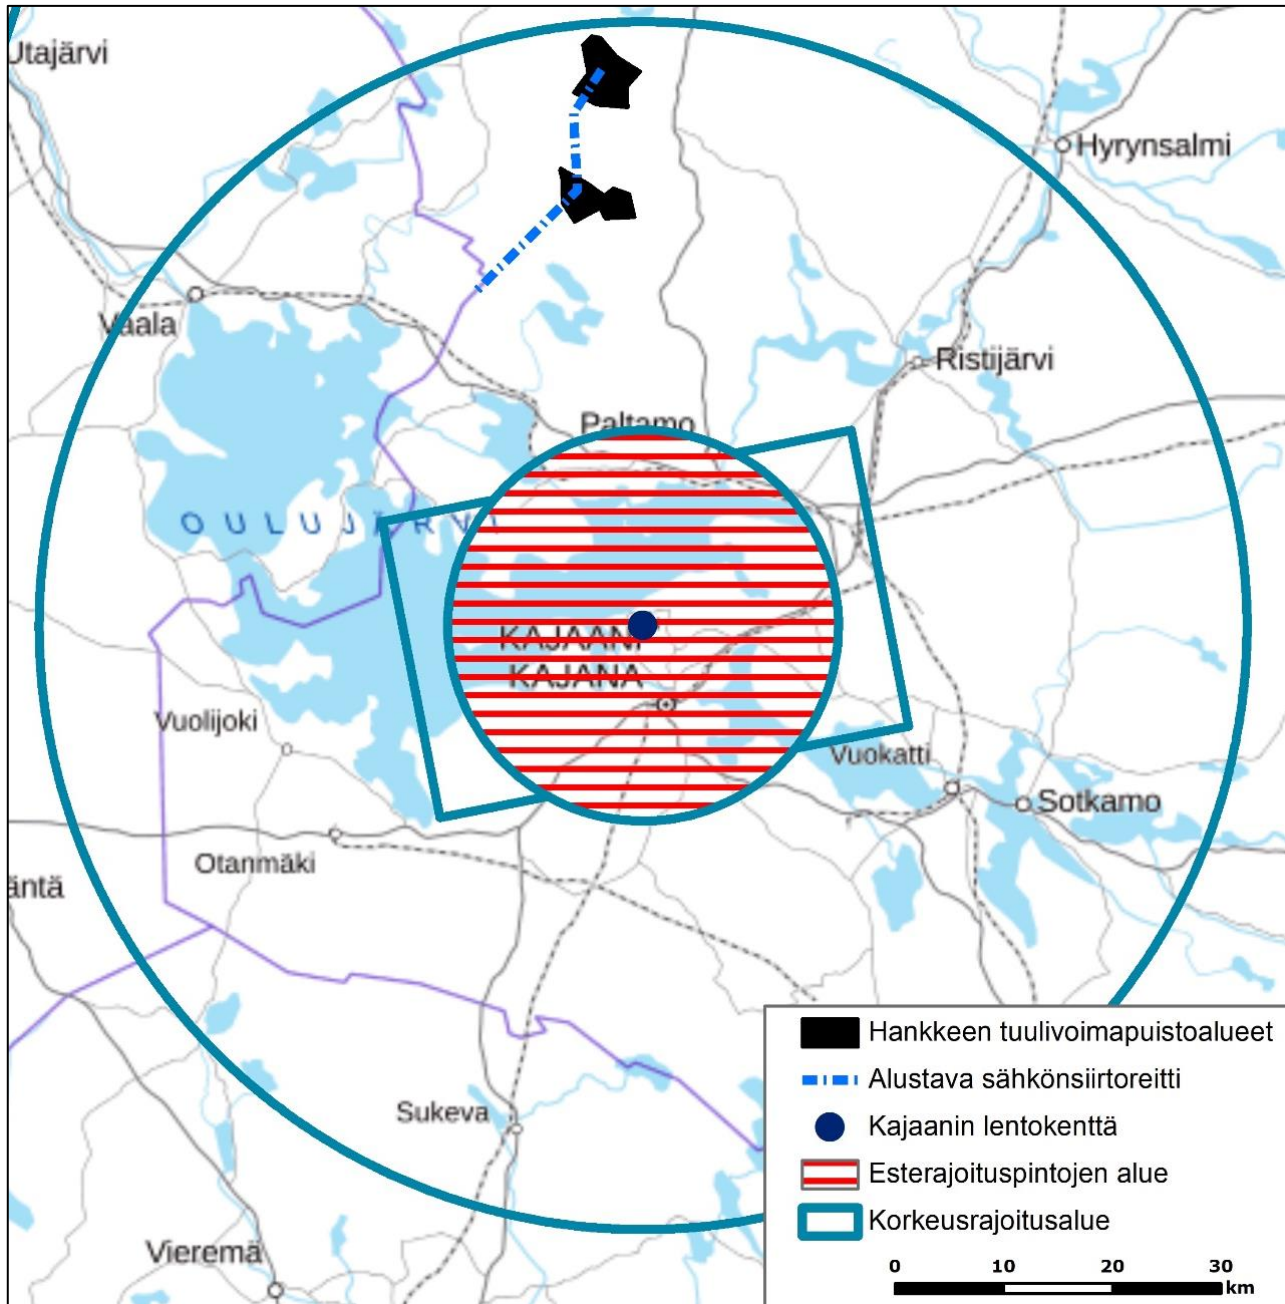 Utajärvi
Hyrynsalmi
Vaala
Ristijärvi
Paltamo
OULUJÄRVI
KAJAANI
KAJANA
Vuolijoki
Vuokatti
Sotkamo
Otanmäki
äntä
Sukeva
Vieremä
Hankkeen tuulivoimapuistoalueet
Alustava sähkönsiirtoreitti
Kajaanin lentokenttä
Esterajoituspintojen alue
Korkeusrajoitusalue
0 10 20 30
km